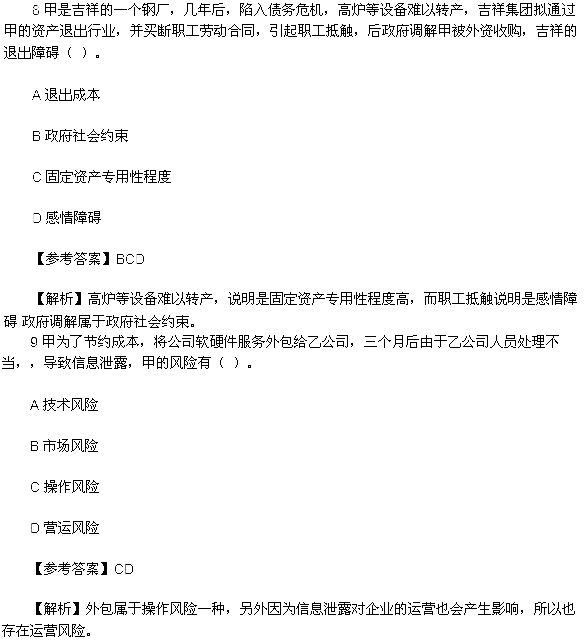 8 甲是吉祥的一个钢厂，几年后，陷入债务危机，高炉等设备难以转产，吉祥集团拟通过
甲的资产退出行业，并买断职工劳动合同，引起职工抵触，后政府调解甲被外资收购，吉祥的
退出障碍（ ）。
A 退出成本
B 政府社会约束
C 固定资产专用性程度
D 感情障碍
【参考答案】BCD
【解析】高炉等设备难以转产，说明是固定资产专用性程度高，而职工抵触说明是感情障
碍 政府调解属于政府社会约束。
9 甲为了节约成本，将公司软硬件服务外包给乙公司，三个月后由于乙公司人员处理不
当，，导致信息泄露，甲的风险有（ ）。
A 技术风险
B 市场风险
C 操作风险
D 营运风险
【参考答案】CD
【解析】外包属于操作风险一种，另外因为信息泄露对企业的运营也会产生影响，所以也
存在运营风险。